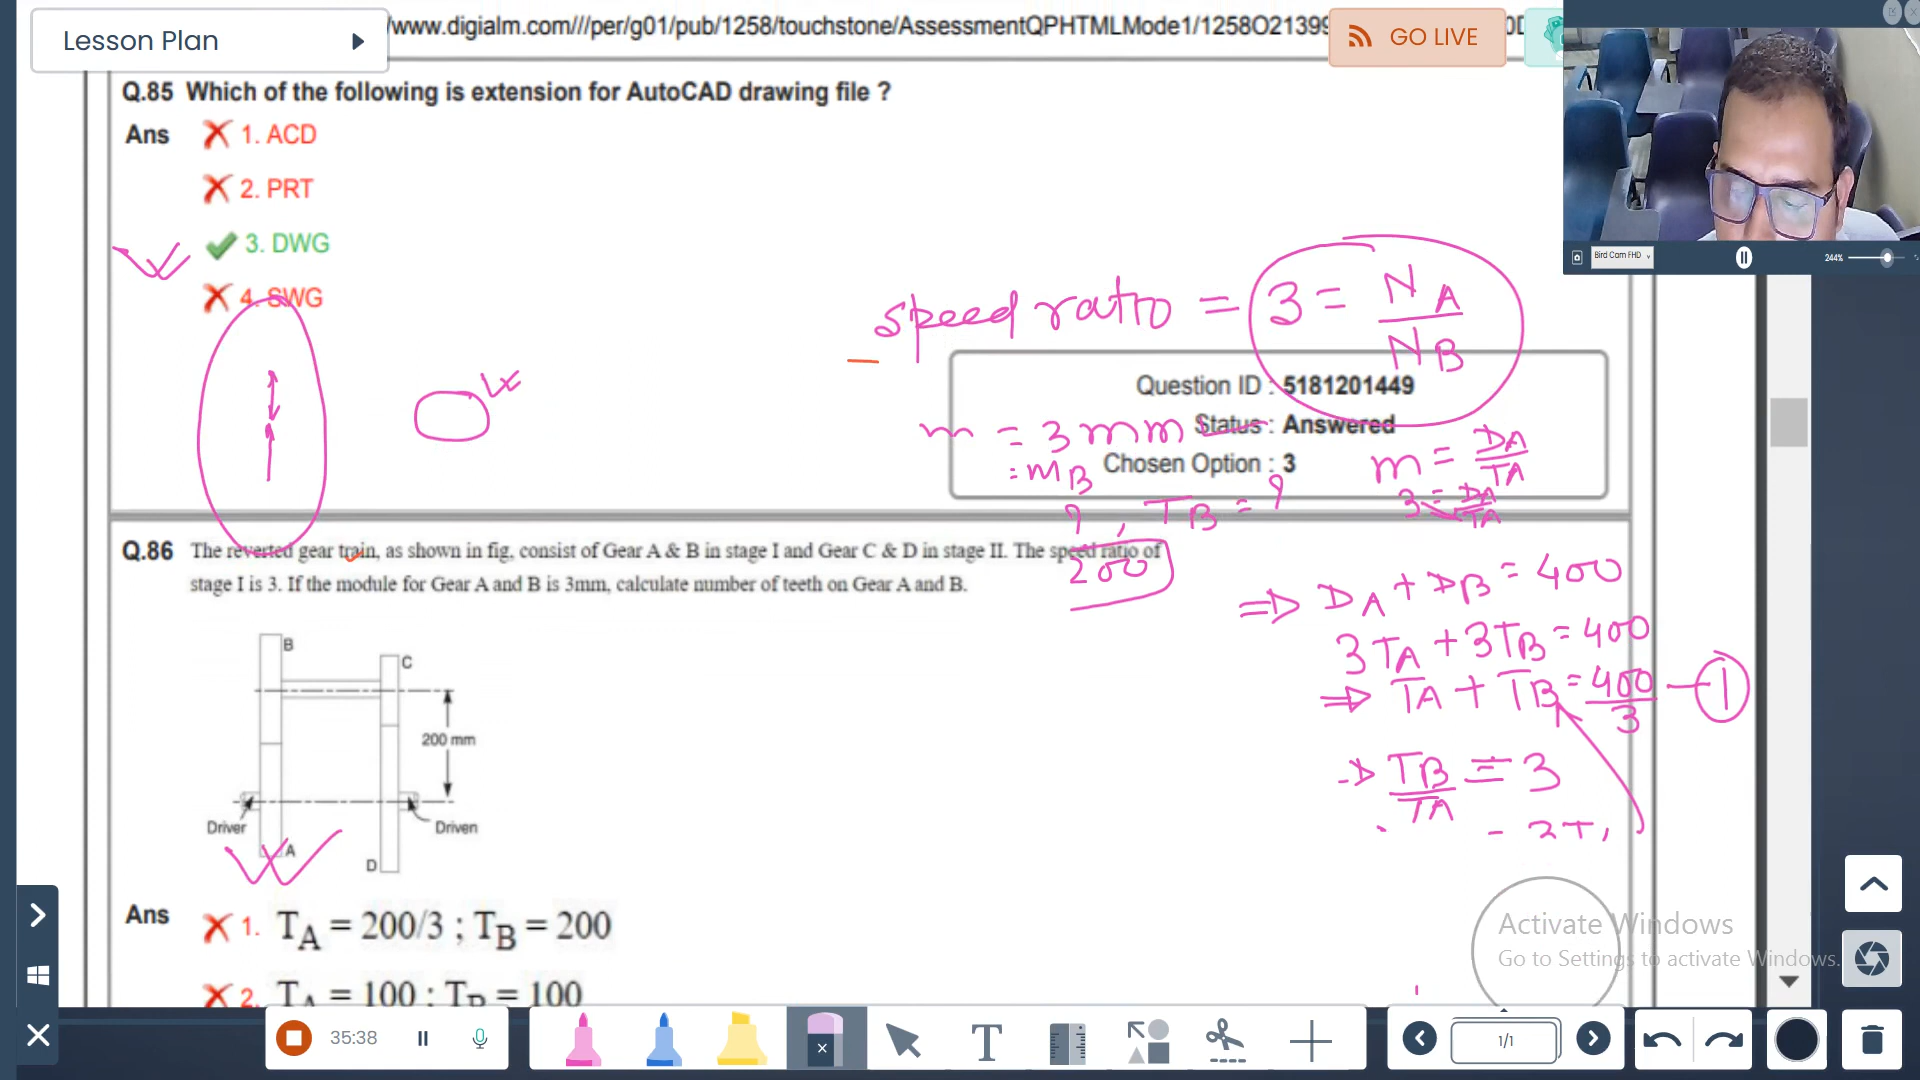 Lesson Plan
/www.digialm.com///per/g01/pub/1258/touchstone/AssessmentQPHTMLMode1/1258O2139
GO LIVE
Q.85 Which of the following is extension for AutoCAD drawing file ?
Ans 1. ACD
2. PRT
3. DWG
4. SWG
Bird Cam FHD
244%
speed ratio = 3 = NA/NB
Question ID : 5181201449
Status : Answered
Chosen Option : 3
m = 3mm
= mB
m = DA/TA
3 = DA/TA
?, TB = ?
200
Q.86 The reverted gear train, as shown in fig. consist of Gear A & B in stage I and Gear C & D in stage II. The speed ratio of
stage I is 3. If the module for Gear A and B is 3mm, calculate number of teeth on Gear A and B.
⇒ DA + DB = 400
3TA + 3TB = 400
⇒ TA + TB = 400/3 — 1
→ TB/TA = 3
B
C
200 mm
Driver
Driven
A
D
Ans 1. TA = 200/3 ; TB = 200
2. TA = 100 ; TB = 100
Activate Windows
Go to Settings to activate Windows.
35:38
T
1/1